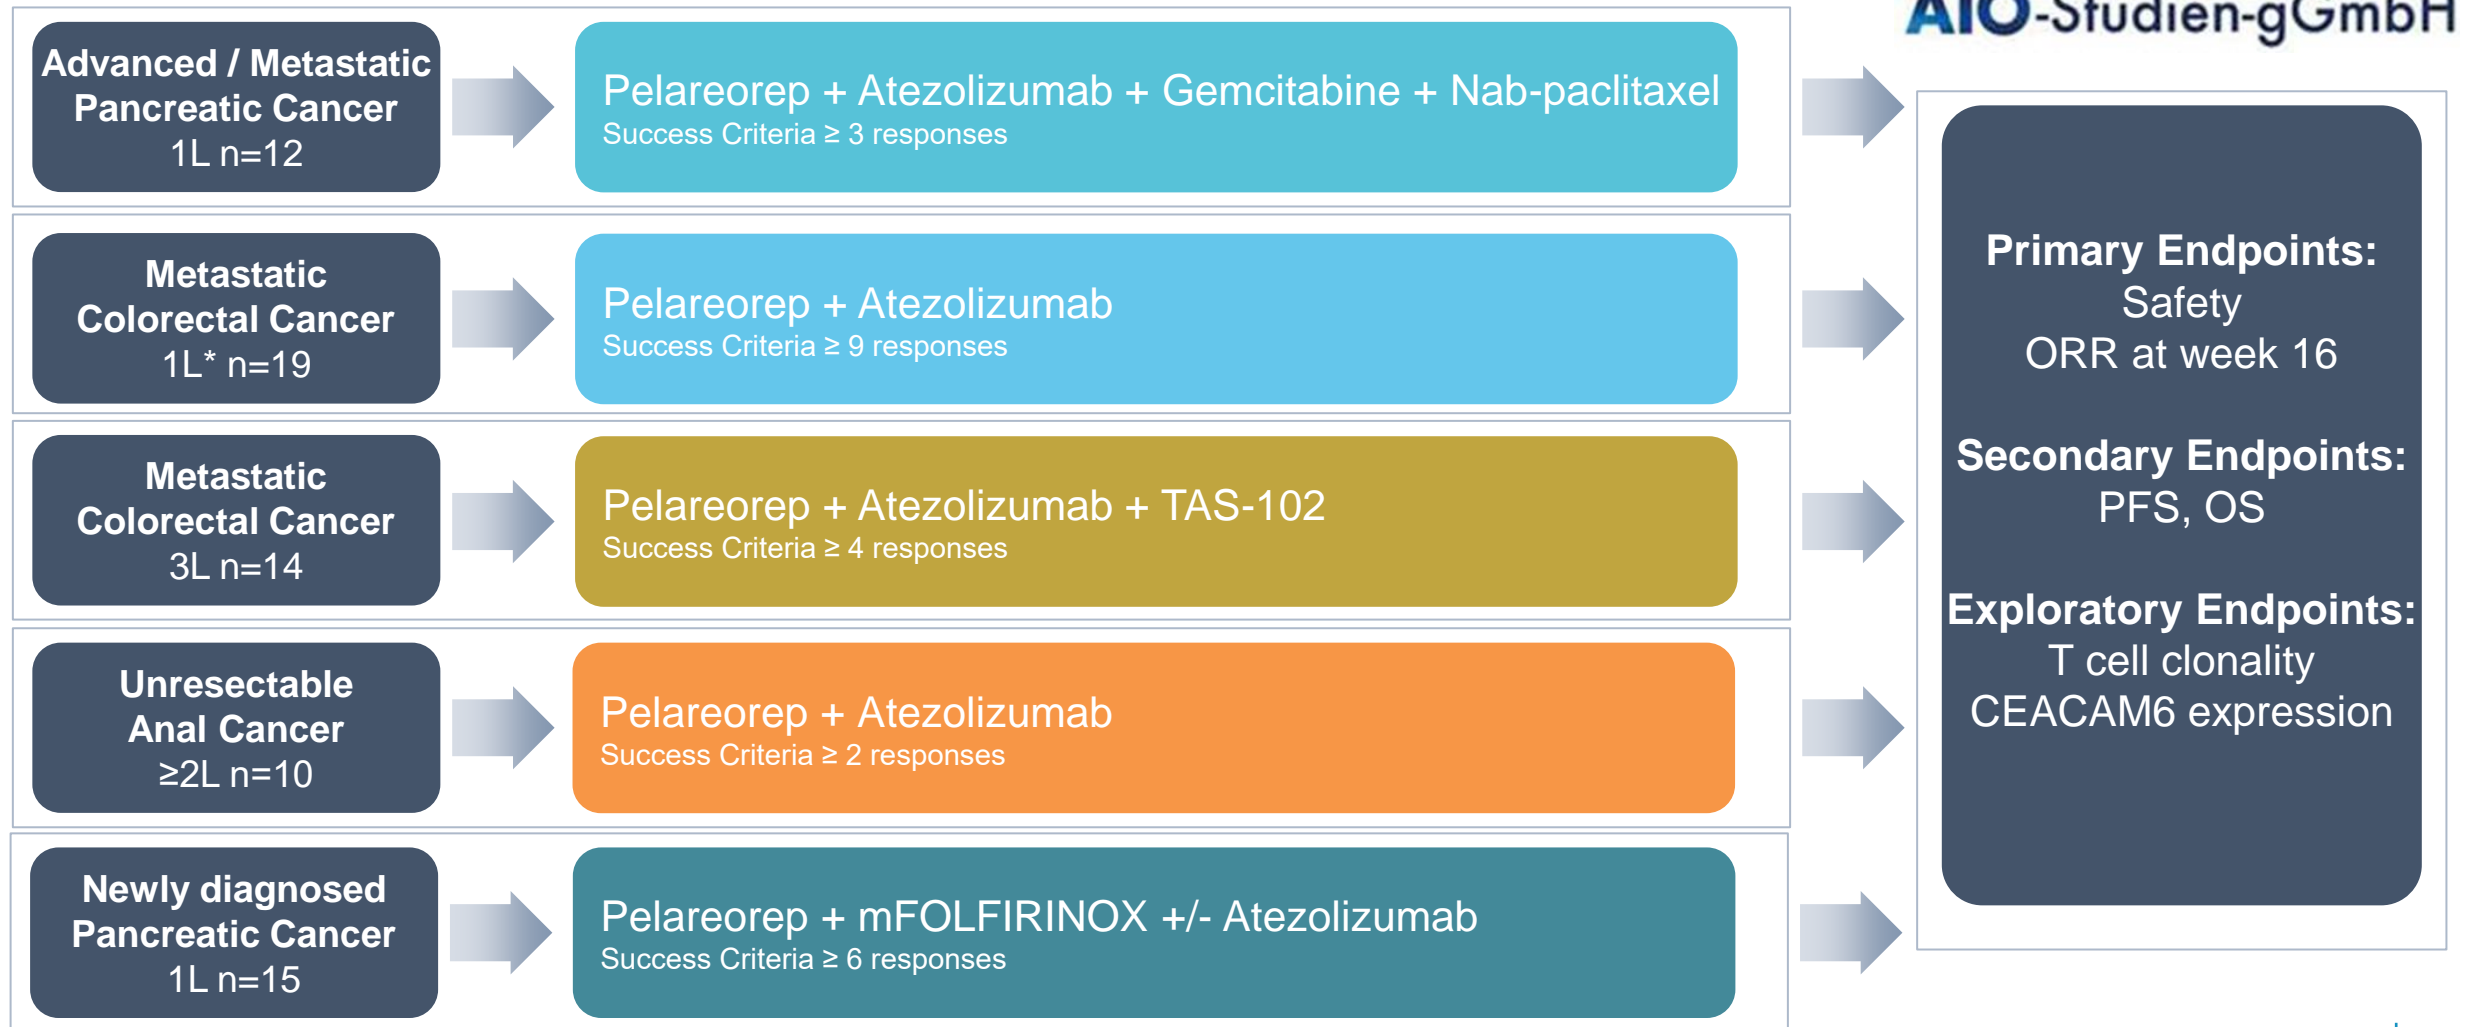 AIO-Studien-gGmbH
Advanced / Metastatic
Pancreatic Cancer
1L n=12
Pelareorep + Atezolizumab + Gemcitabine + Nab-paclitaxel
Success Criteria ≥ 3 responses
Metastatic
Colorectal Cancer
1L* n=19
Pelareorep + Atezolizumab
Success Criteria ≥ 9 responses
Metastatic
Colorectal Cancer
3L n=14
Pelareorep + Atezolizumab + TAS-102
Success Criteria ≥ 4 responses
Unresectable
Anal Cancer
≥2L n=10
Pelareorep + Atezolizumab
Success Criteria ≥ 2 responses
Newly diagnosed
Pancreatic Cancer
1L n=15
Pelareorep + mFOLFIRINOX +/- Atezolizumab
Success Criteria ≥ 6 responses
Primary Endpoints:
Safety
ORR at week 16
Secondary Endpoints:
PFS, OS
Exploratory Endpoints:
T cell clonality
CEACAM6 expression